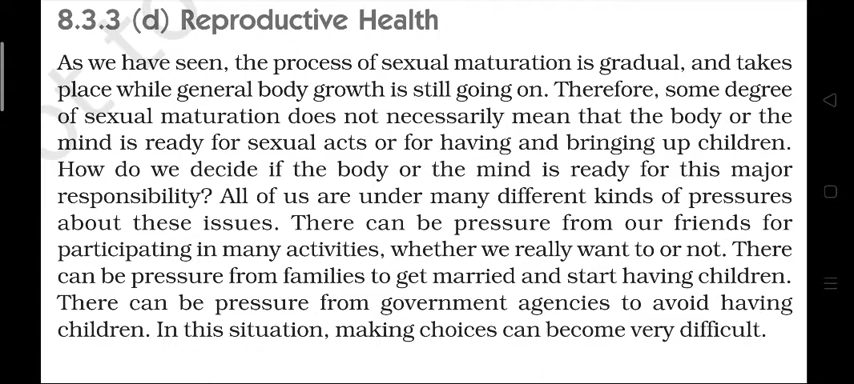 8.3.3 (d) Reproductive Health
As we have seen, the process of sexual maturation is gradual, and takes
place while general body growth is still going on. Therefore, some degree
of sexual maturation does not necessarily mean that the body or the
mind is ready for sexual acts or for having and bringing up children.
How do we decide if the body or the mind is ready for this major
responsibility? All of us are under many different kinds of pressures
about these issues. There can be pressure from our friends for
participating in many activities, whether we really want to or not. There
can be pressure from families to get married and start having children.
There can be pressure from government agencies to avoid having
children. In this situation, making choices can become very difficult.